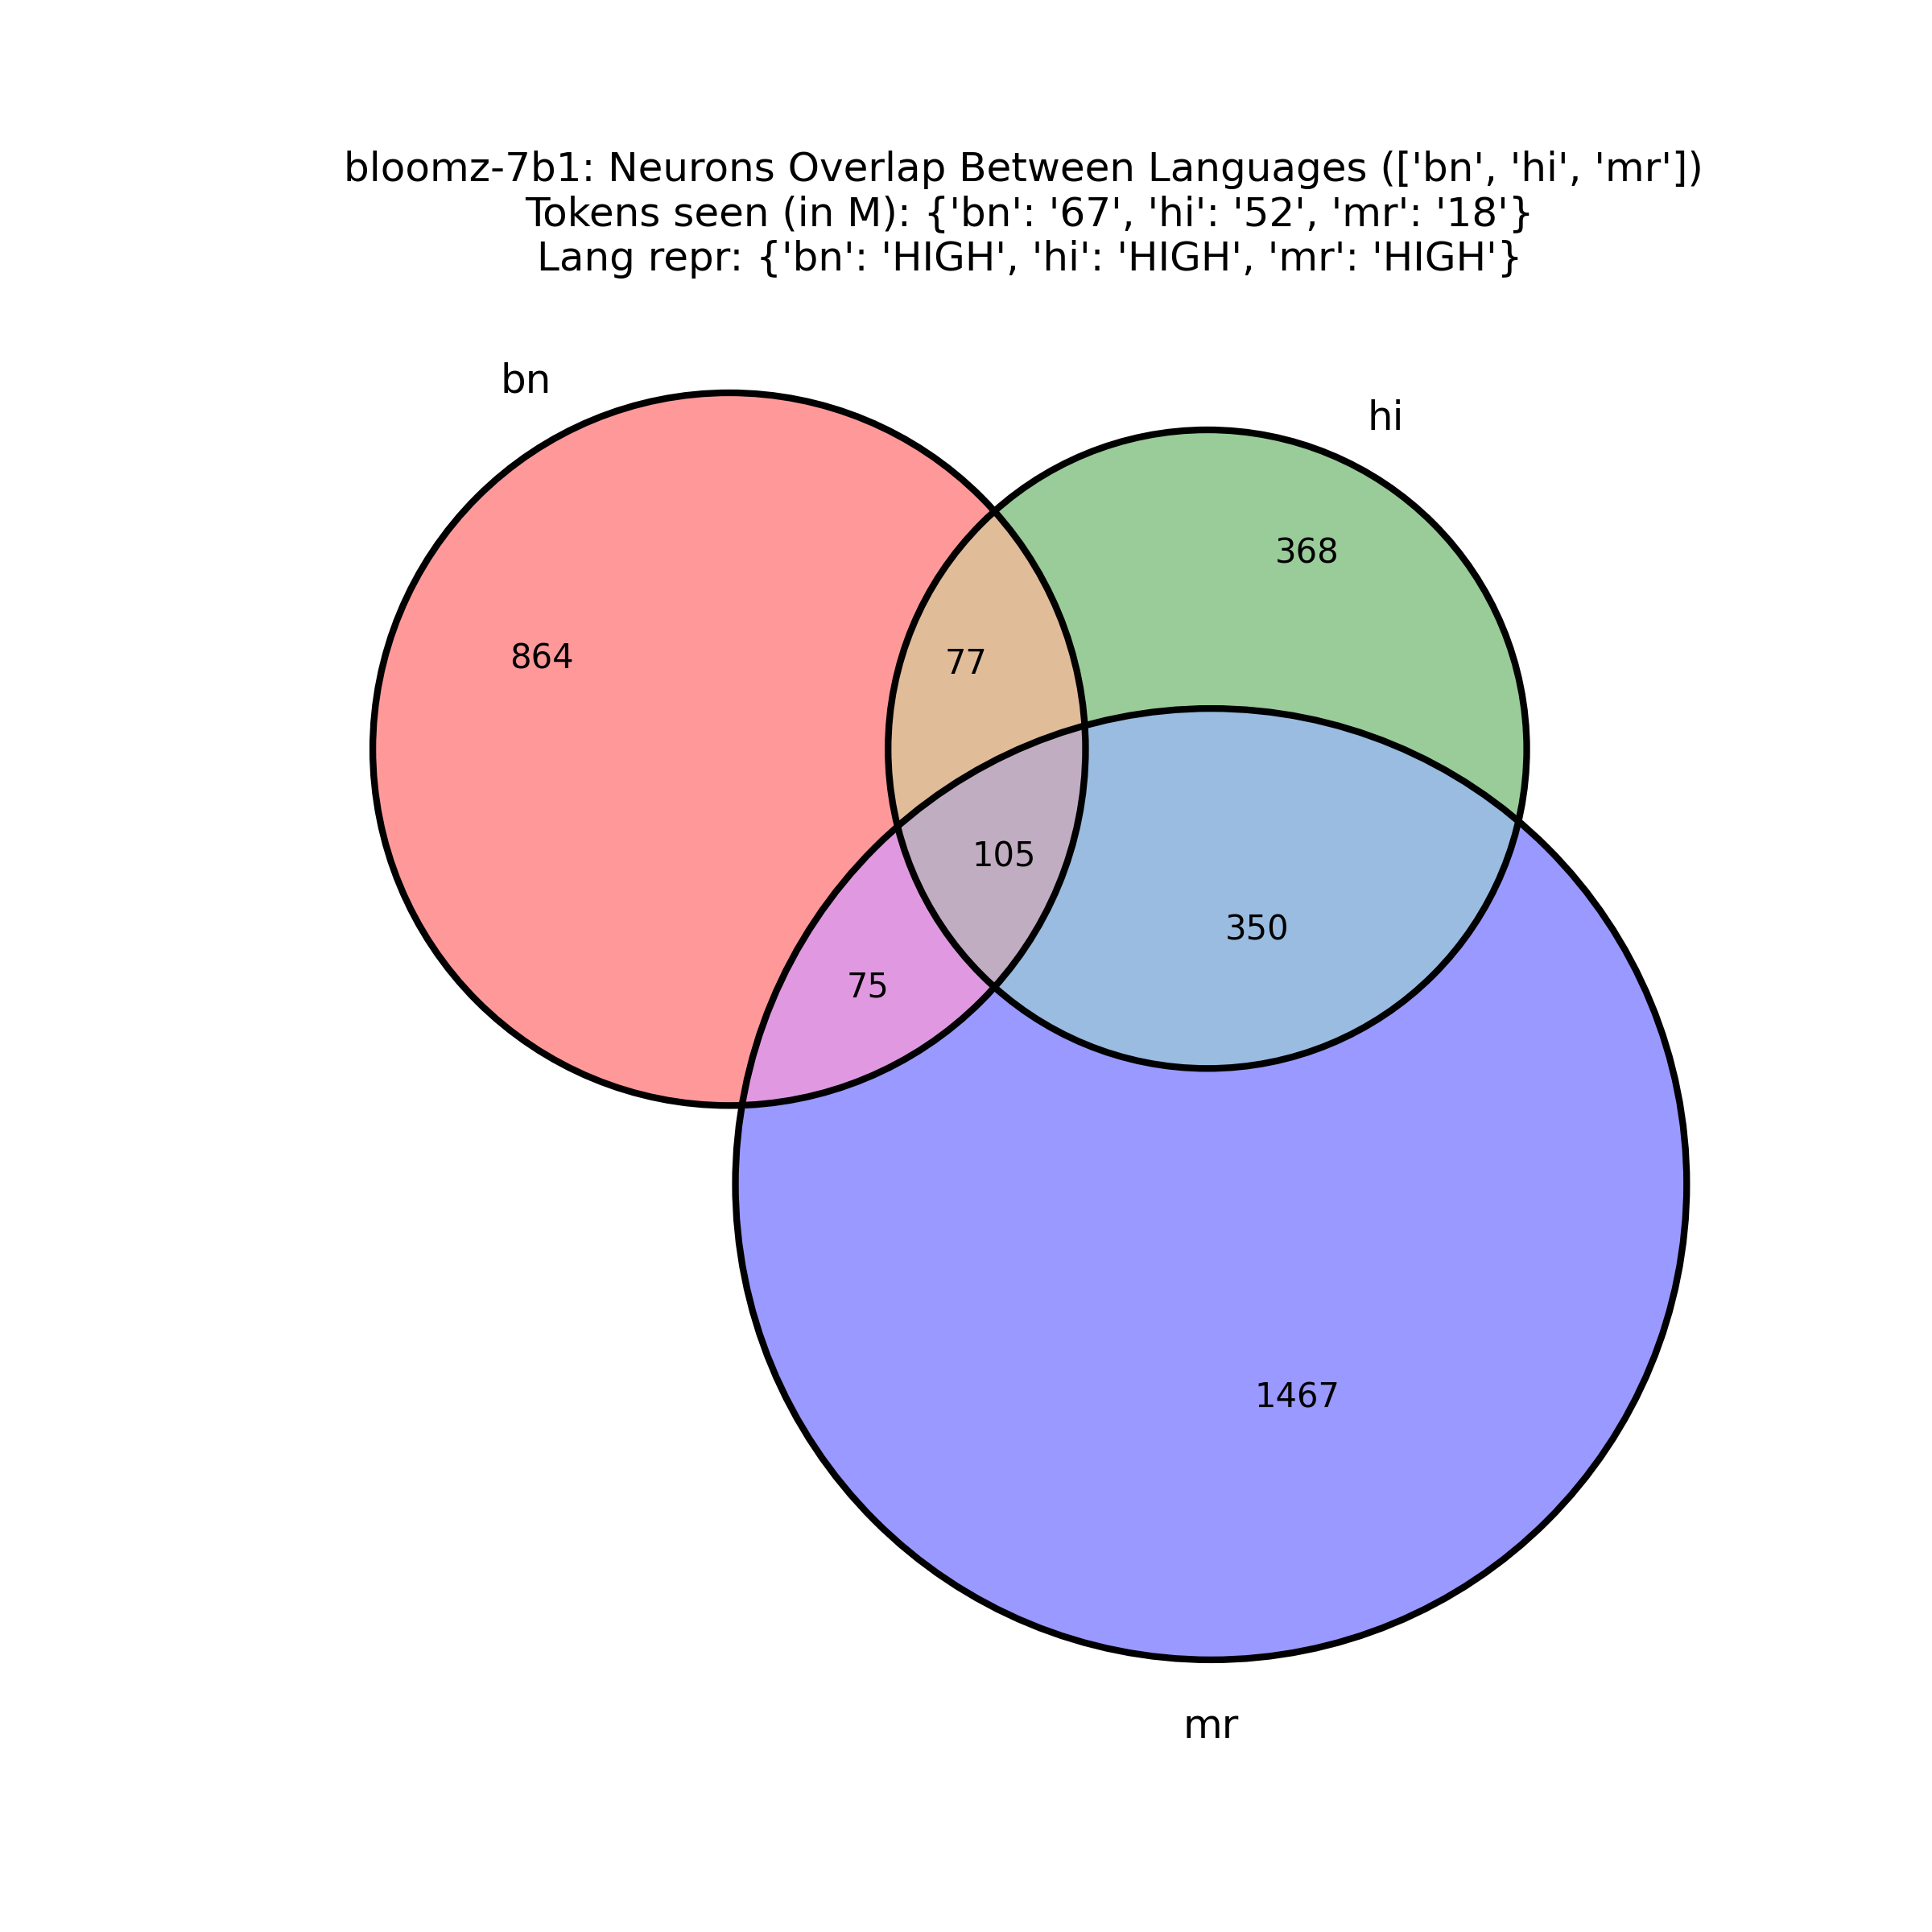 bloomz-7b1: Neurons Overlap Between Languages (['bn', 'hi', 'mr'])
Tokens seen (in M): {'bn': '67', 'hi': '52', 'mr': '18'}
Lang repr: {'bn': 'HIGH', 'hi': 'HIGH', 'mr': 'HIGH'}
bn
hi
368
864
77
105
350
75
1467
mr